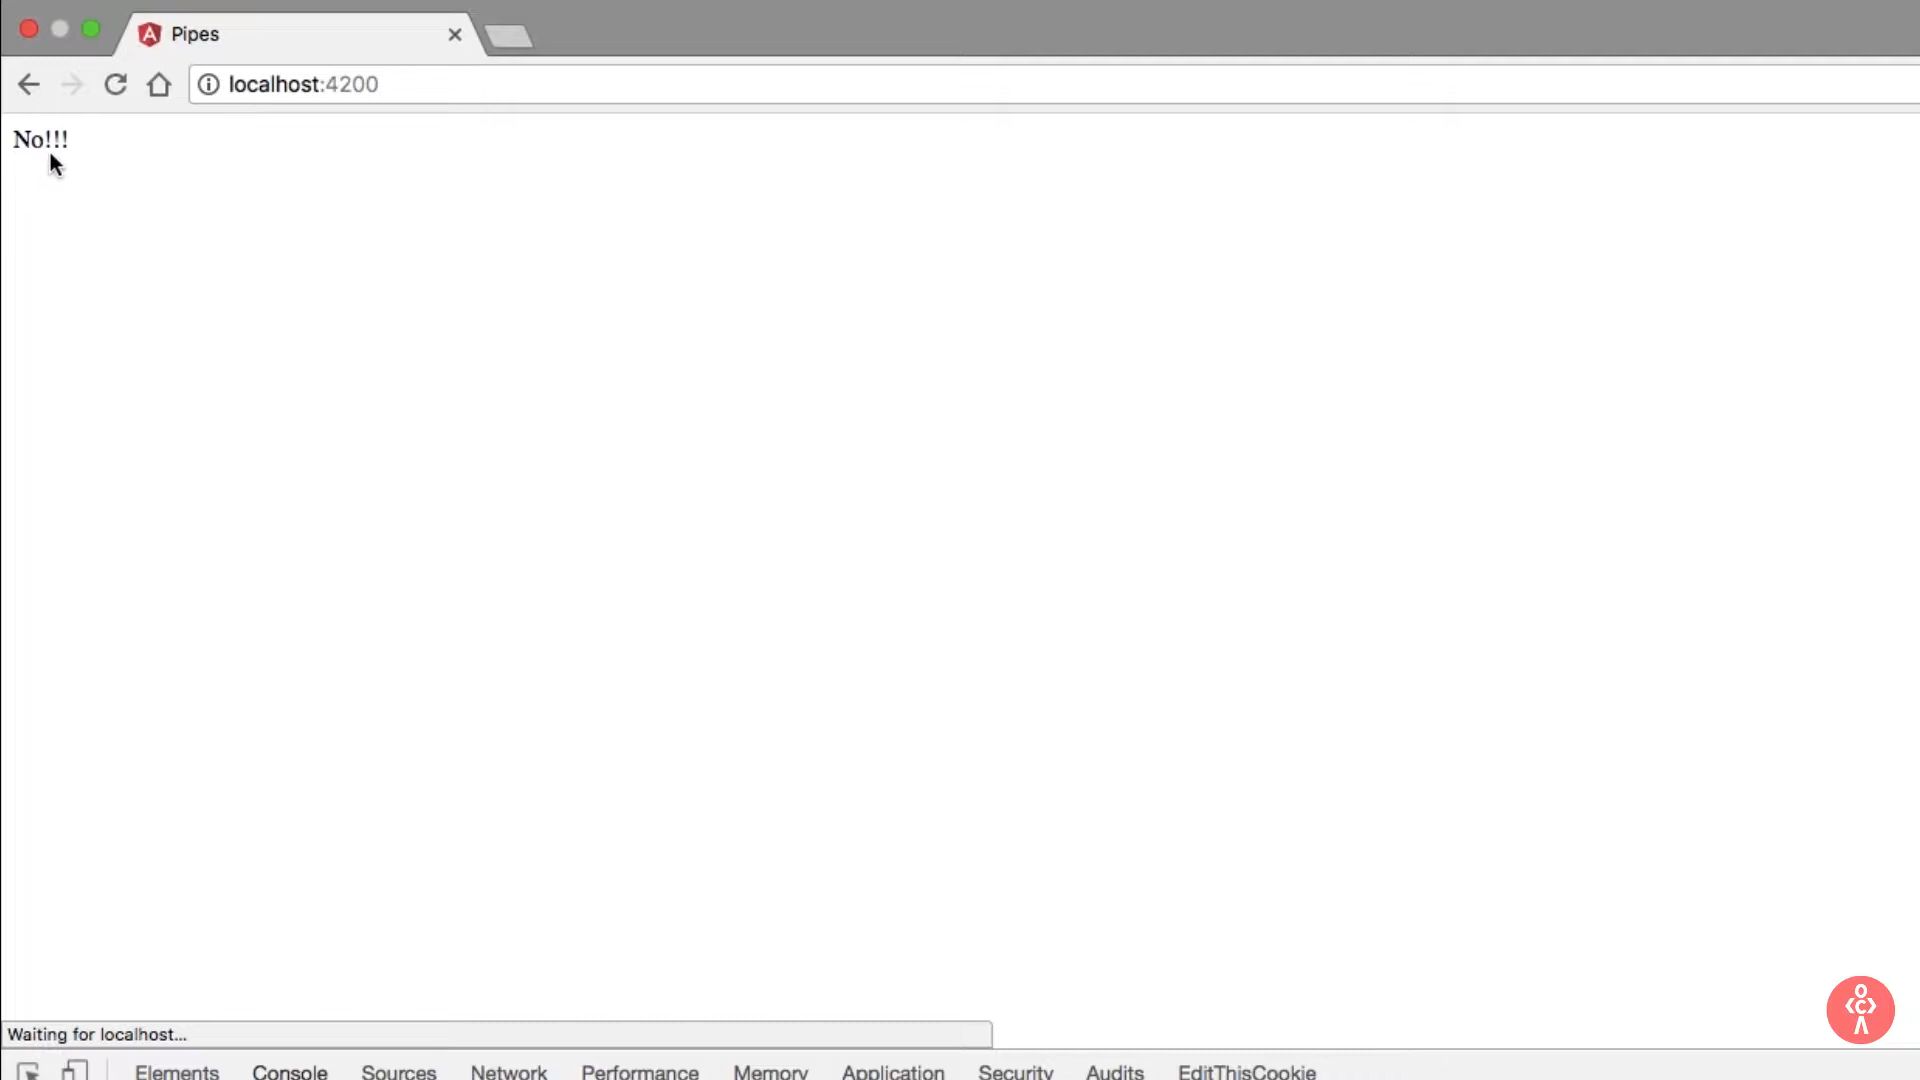 Pipes
localhost:4200
No!!!
Waiting for localhost...
Elements Console Sources Network Performance Memory Application Security Audits EditThisCookie